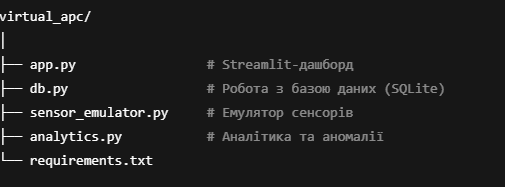 virtual_apc/
│
├── app.py # Streamlit-дашборд
├── db.py # Робота з базою даних (SQLite)
├── sensor_emulator.py # Емулятор сенсорів
├── analytics.py # Аналітика та аномалії
└── requirements.txt